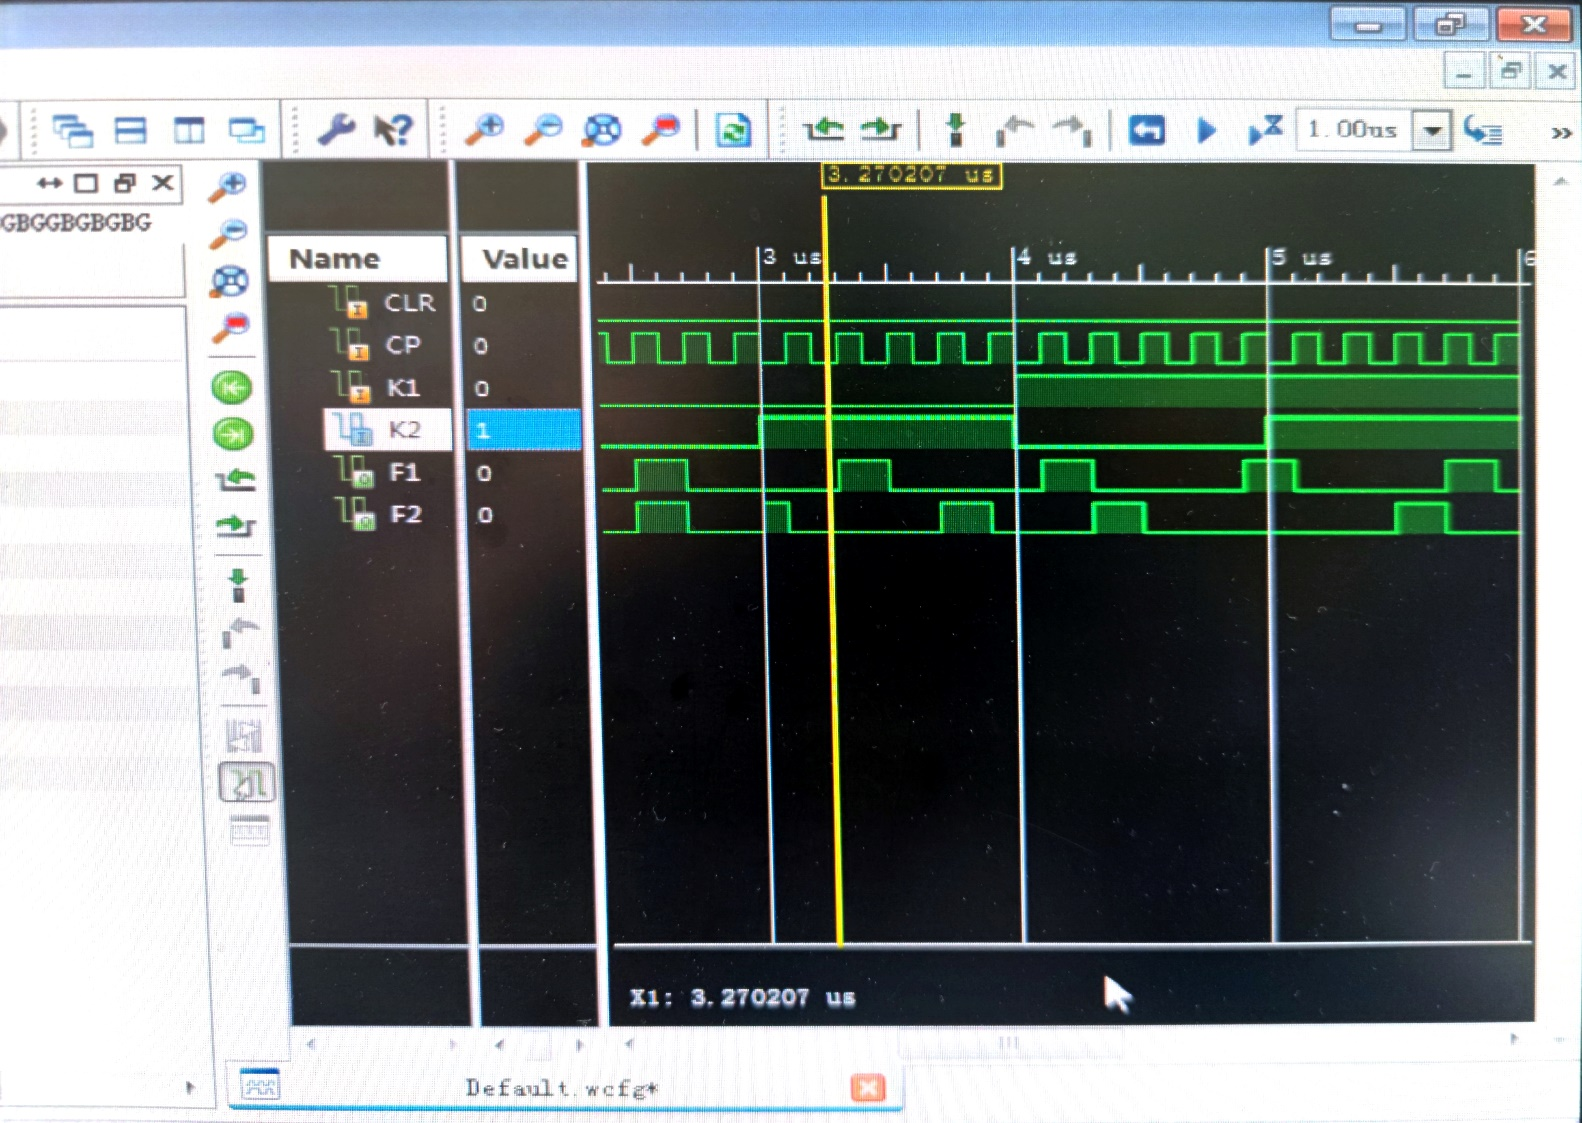 1.00us
»
GBGGBGBGBG
3.270207 us
Name
Value
3 us
4 us
5 us
6
CLR
0
CP
0
K1
0
K2
1
F1
0
F2
0
X1: 3.270207 us
Default.wcfg*